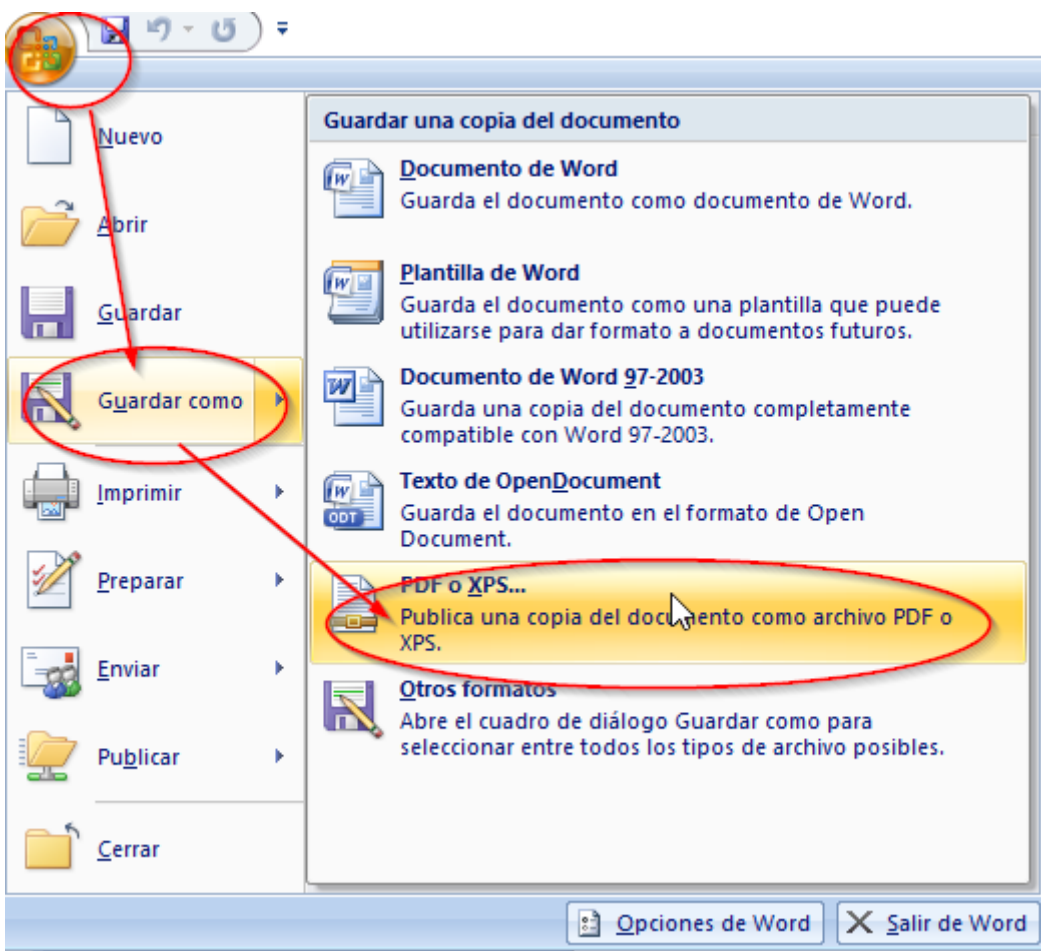 Nuevo
Abrir
Guardar
Guardar como
Imprimir
Preparar
Enviar
Publicar
Cerrar
Guardar una copia del documento
Documento de Word
Guarda el documento como documento de Word.
Plantilla de Word
Guarda el documento como una plantilla que puede
utilizarse para dar formato a documentos futuros.
Documento de Word 97-2003
Guarda una copia del documento completamente
compatible con Word 97-2003.
Texto de OpenDocument
ODT
Guarda el documento en el formato de Open
Document.
PDF o XPS...
Publica una copia del documento como archivo PDF o
XPS.
Otros formatos
Abre el cuadro de diálogo Guardar como para
seleccionar entre todos los tipos de archivo posibles.
Opciones de Word
Salir de Word